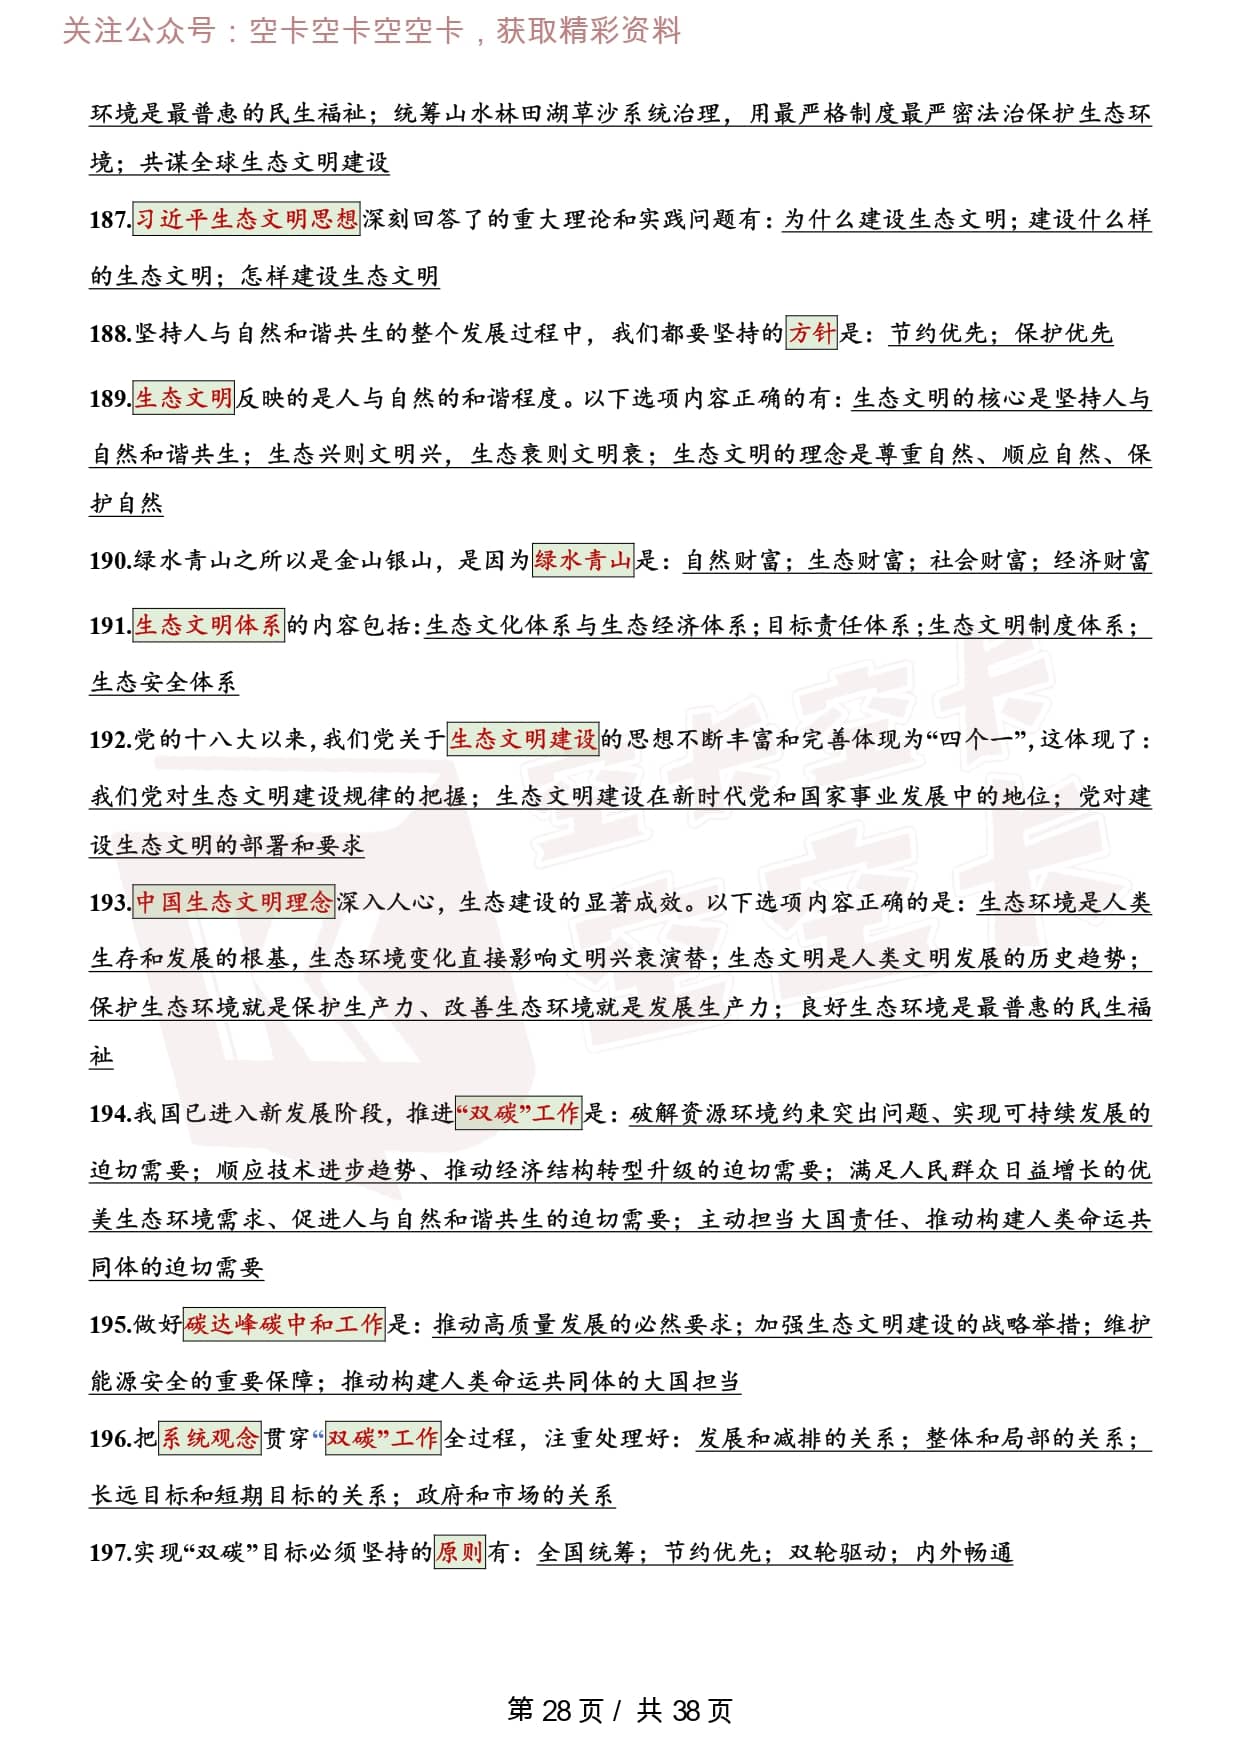 关注公众号：空卡空卡空空卡，获取精彩资料
环境是最普惠的民生福祉；统筹山水林田湖草沙系统治理，用最严格制度最严密法治保护生态环
境；共谋全球生态文明建设
187.习近平生态文明思想深刻回答了的重大理论和实践问题有：为什么建设生态文明；建设什么样
的生态文明；怎样建设生态文明
188.坚持人与自然和谐共生的整个发展过程中，我们都要坚持的方针是：节约优先；保护优先
189.生态文明反映的是人与自然的和谐程度。以下选项内容正确的有：生态文明的核心是坚持人与
自然和谐共生；生态兴则文明兴，生态衰则文明衰；生态文明的理念是尊重自然、顺应自然、保
护自然
190.绿水青山之所以是金山银山，是因为绿水青山是：自然财富；生态财富；社会财富；经济财富
191.生态文明体系的内容包括：生态文化体系与生态经济体系；目标责任体系；生态文明制度体系；
生态安全体系
192.党的十八大以来，我们党关于生态文明建设的思想不断丰富和完善体现为“四个一”，这体现了：
我们党对生态文明建设规律的把握；生态文明建设在新时代党和国家事业发展中的地位；党对建
设生态文明的部署和要求
193.中国生态文明理念深入人心，生态建设的显著成效。以下选项内容正确的是：生态环境是人类
生存和发展的根基，生态环境变化直接影响文明兴衰演替；生态文明是人类文明发展的历史趋势；
保护生态环境就是保护生产力、改善生态环境就是发展生产力；良好生态环境是最普惠的民生福
祉
194.我国已进入新发展阶段，推进“双碳”工作是：破解资源环境约束突出问题、实现可持续发展的
迫切需要；顺应技术进步趋势、推动经济结构转型升级的迫切需要；满足人民群众日益增长的优
美生态环境需求、促进人与自然和谐共生的迫切需要；主动担当大国责任、推动构建人类命运共
同体的迫切需要
195.做好碳达峰碳中和工作是：推动高质量发展的必然要求；加强生态文明建设的战略举措；维护
能源安全的重要保障；推动构建人类命运共同体的大国担当
196.把系统观念贯穿“双碳”工作全过程，注重处理好：发展和减排的关系；整体和局部的关系；
长远目标和短期目标的关系；政府和市场的关系
197.实现“双碳”目标必须坚持的原则有：全国统筹；节约优先；双轮驱动；内外畅通
空卡空卡
空空卡
第 28 页 / 共 38 页